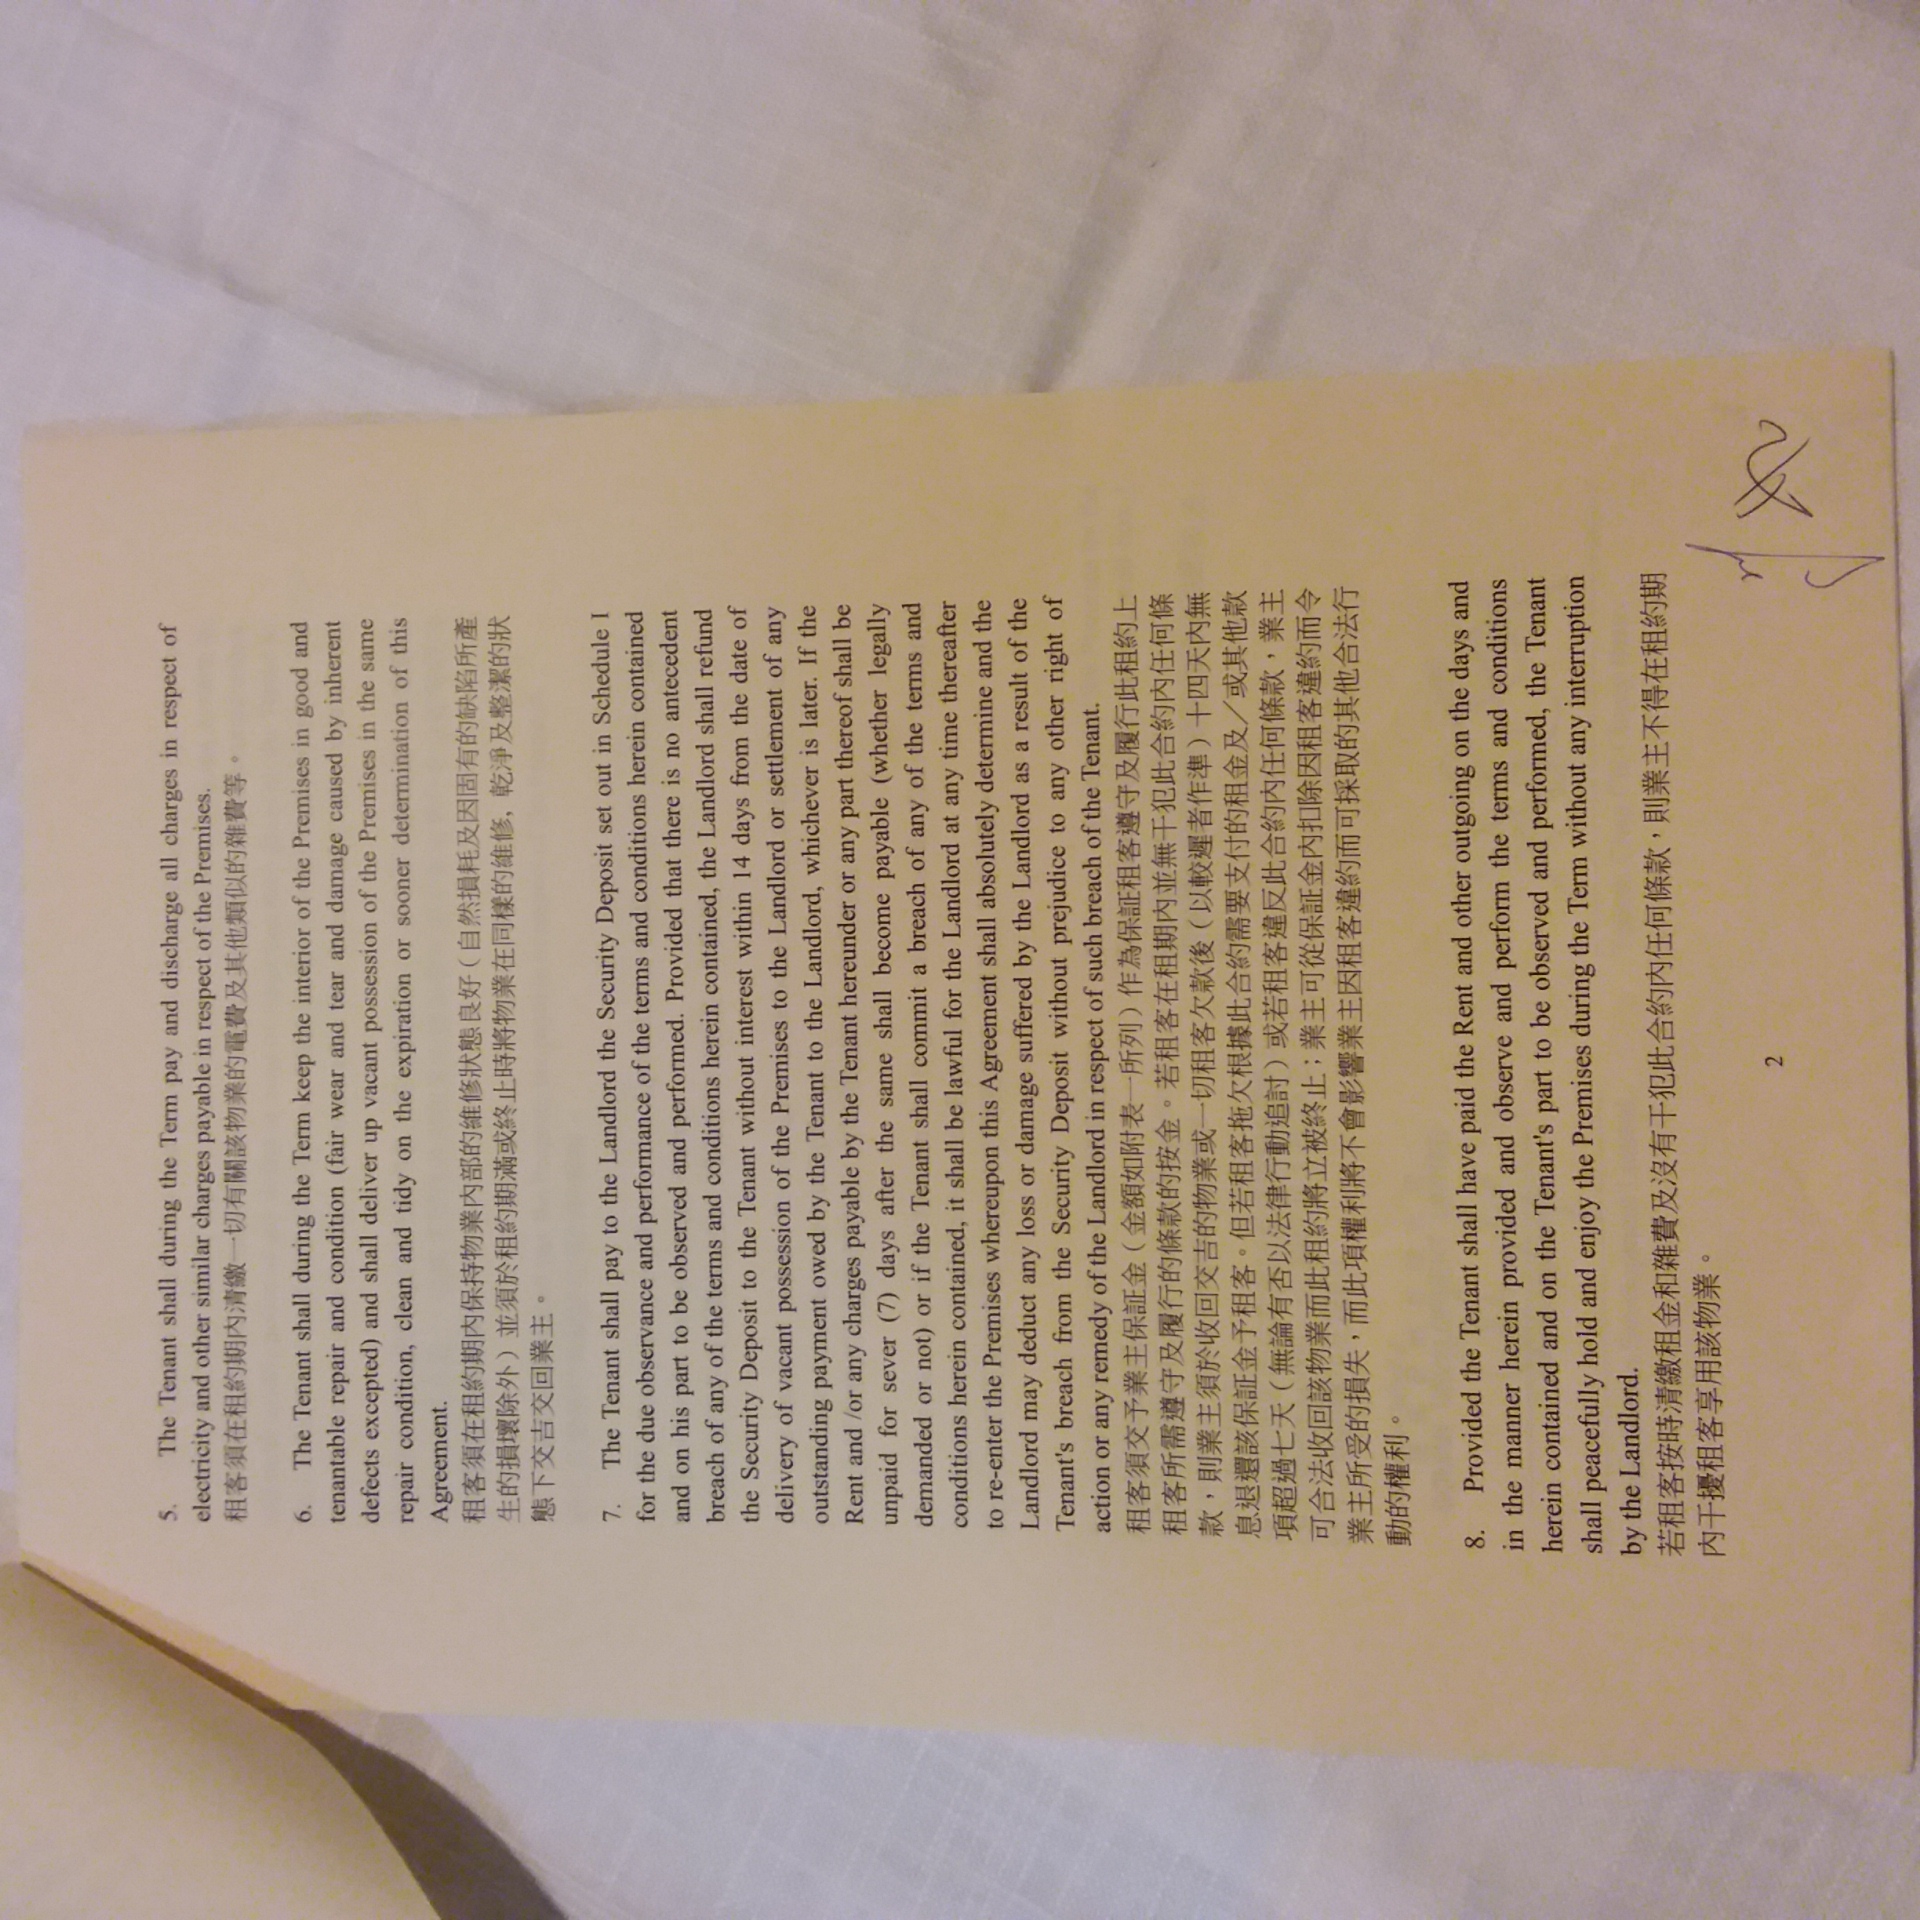 5. The Tenant shall during the Term pay and discharge all charges in respect of
electricity and other similar charges payable in respect of the Premises.
租客須在租約期內清繳一切有關該物業的電費及其他類似的雜費等。
6. The Tenant shall during the Term keep the interior of the Premises in good and
tenantable repair and condition (fair wear and tear and damage caused by inherent
defects excepted) and shall deliver up vacant possession of the Premises in the same
repair condition, clean and tidy on the expiration or sooner determination of this
Agreement.
租客須在租約期內保持物業內部的維修狀態良好（自然損耗及因固有的缺陷所產
生的損壞除外）並須於租約期滿或終止時將物業在同樣的維修, 乾淨及整潔的狀
態下交吉交回業主。
7. The Tenant shall pay to the Landlord the Security Deposit set out in Schedule I
for the due observance and performance of the terms and conditions herein contained
and on his part to be observed and performed. Provided that there is no antecedent
breach of any of the terms and conditions herein contained, the Landlord shall refund
the Security Deposit to the Tenant without interest within 14 days from the date of
delivery of vacant possession of the Premises to the Landlord or settlement of any
outstanding payment owed by the Tenant to the Landlord, whichever is later. If the
Rent and /or any charges payable by the Tenant hereunder or any part thereof shall be
unpaid for sever (7) days after the same shall become payable (whether legally
demanded or not) or if the Tenant shall commit a breach of any of the terms and
conditions herein contained, it shall be lawful for the Landlord at any time thereafter
to re-enter the Premises whereupon this Agreement shall absolutely determine and the
Landlord may deduct any loss or damage suffered by the Landlord as a result of the
Tenant's breach from the Security Deposit without prejudice to any other right of
action or any remedy of the Landlord in respect of such breach of the Tenant.
租客須交予業主保証金（金額如附表一所列）作為保証租客遵守及履行此租約上
租客所需遵守及履行的條款的按金。若租客在租期內並無干犯此合約內任何條
款，則業主須於收回交吉的物業或一切租客欠款後（以較遲者作準）十四天內無
息退還該保証金予租客。但若租客拖欠根據此合約需要支付的租金及／或其他款
項超過七天（無論有否以法律行動追討）或若租客違反此合約內任何條款，業主
可合法收回該物業而此租約將立被終止；業主可從保証金內扣除因租客違約而令
業主所受的損失，而此項權利將不會影響業主因租客違約而可採取的其他合法行
動的權利。
8. Provided the Tenant shall have paid the Rent and other outgoing on the days and
in the manner herein provided and observe and perform the terms and conditions
herein contained and on the Tenant's part to be observed and performed, the Tenant
shall peacefully hold and enjoy the Premises during the Term without any interruption
by the Landlord.
若租客按時清繳租金和雜費及沒有干犯此合約內任何條款，則業主不得在租約期
內干擾租客享用該物業。
2